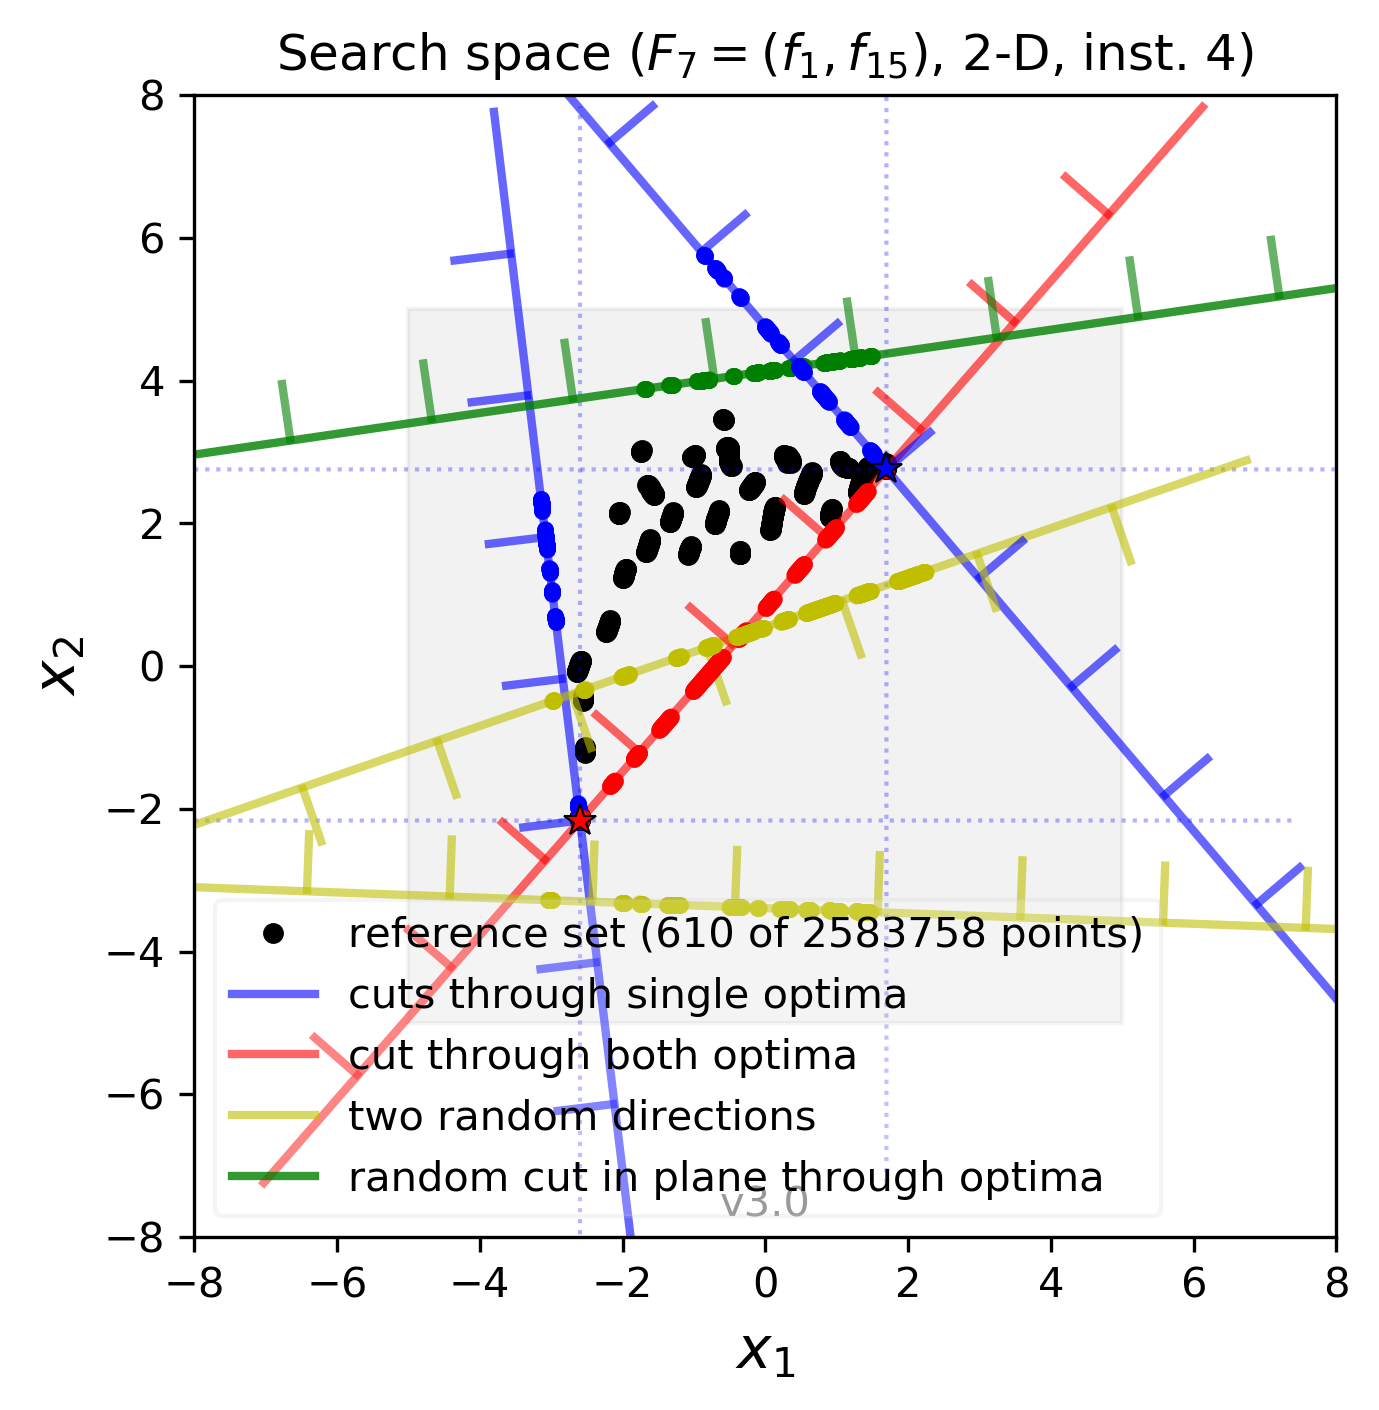 Search space (F₇ = (f₁, f₁₅), 2-D, inst. 4)
8
6
4
2
0
−2
−4
−6
−8
x₂
reference set (610 of 2583758 points)
cuts through single optima
cut through both optima
two random directions
random cut in plane through optima
v3.0
−8 −6 −4 −2 0 2 4 6 8
x₁